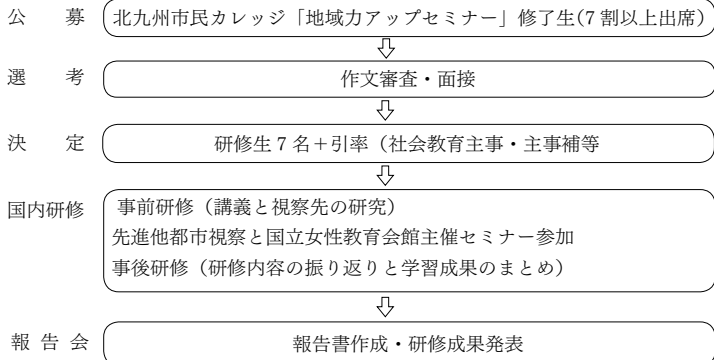 公募 北九州市民カレッジ「地域力アップセミナー」修了生(7割以上出席)
選考 作文審査・面接
決定 研修生7名+引率(社会教育主事・主事補等
国内研修 事前研修(講義と視察先の研究)
先進他都市視察と国立女性教育会館主催セミナー参加
事後研修(研修内容の振り返りと学習成果のまとめ)
報告会 報告書作成・研修成果発表